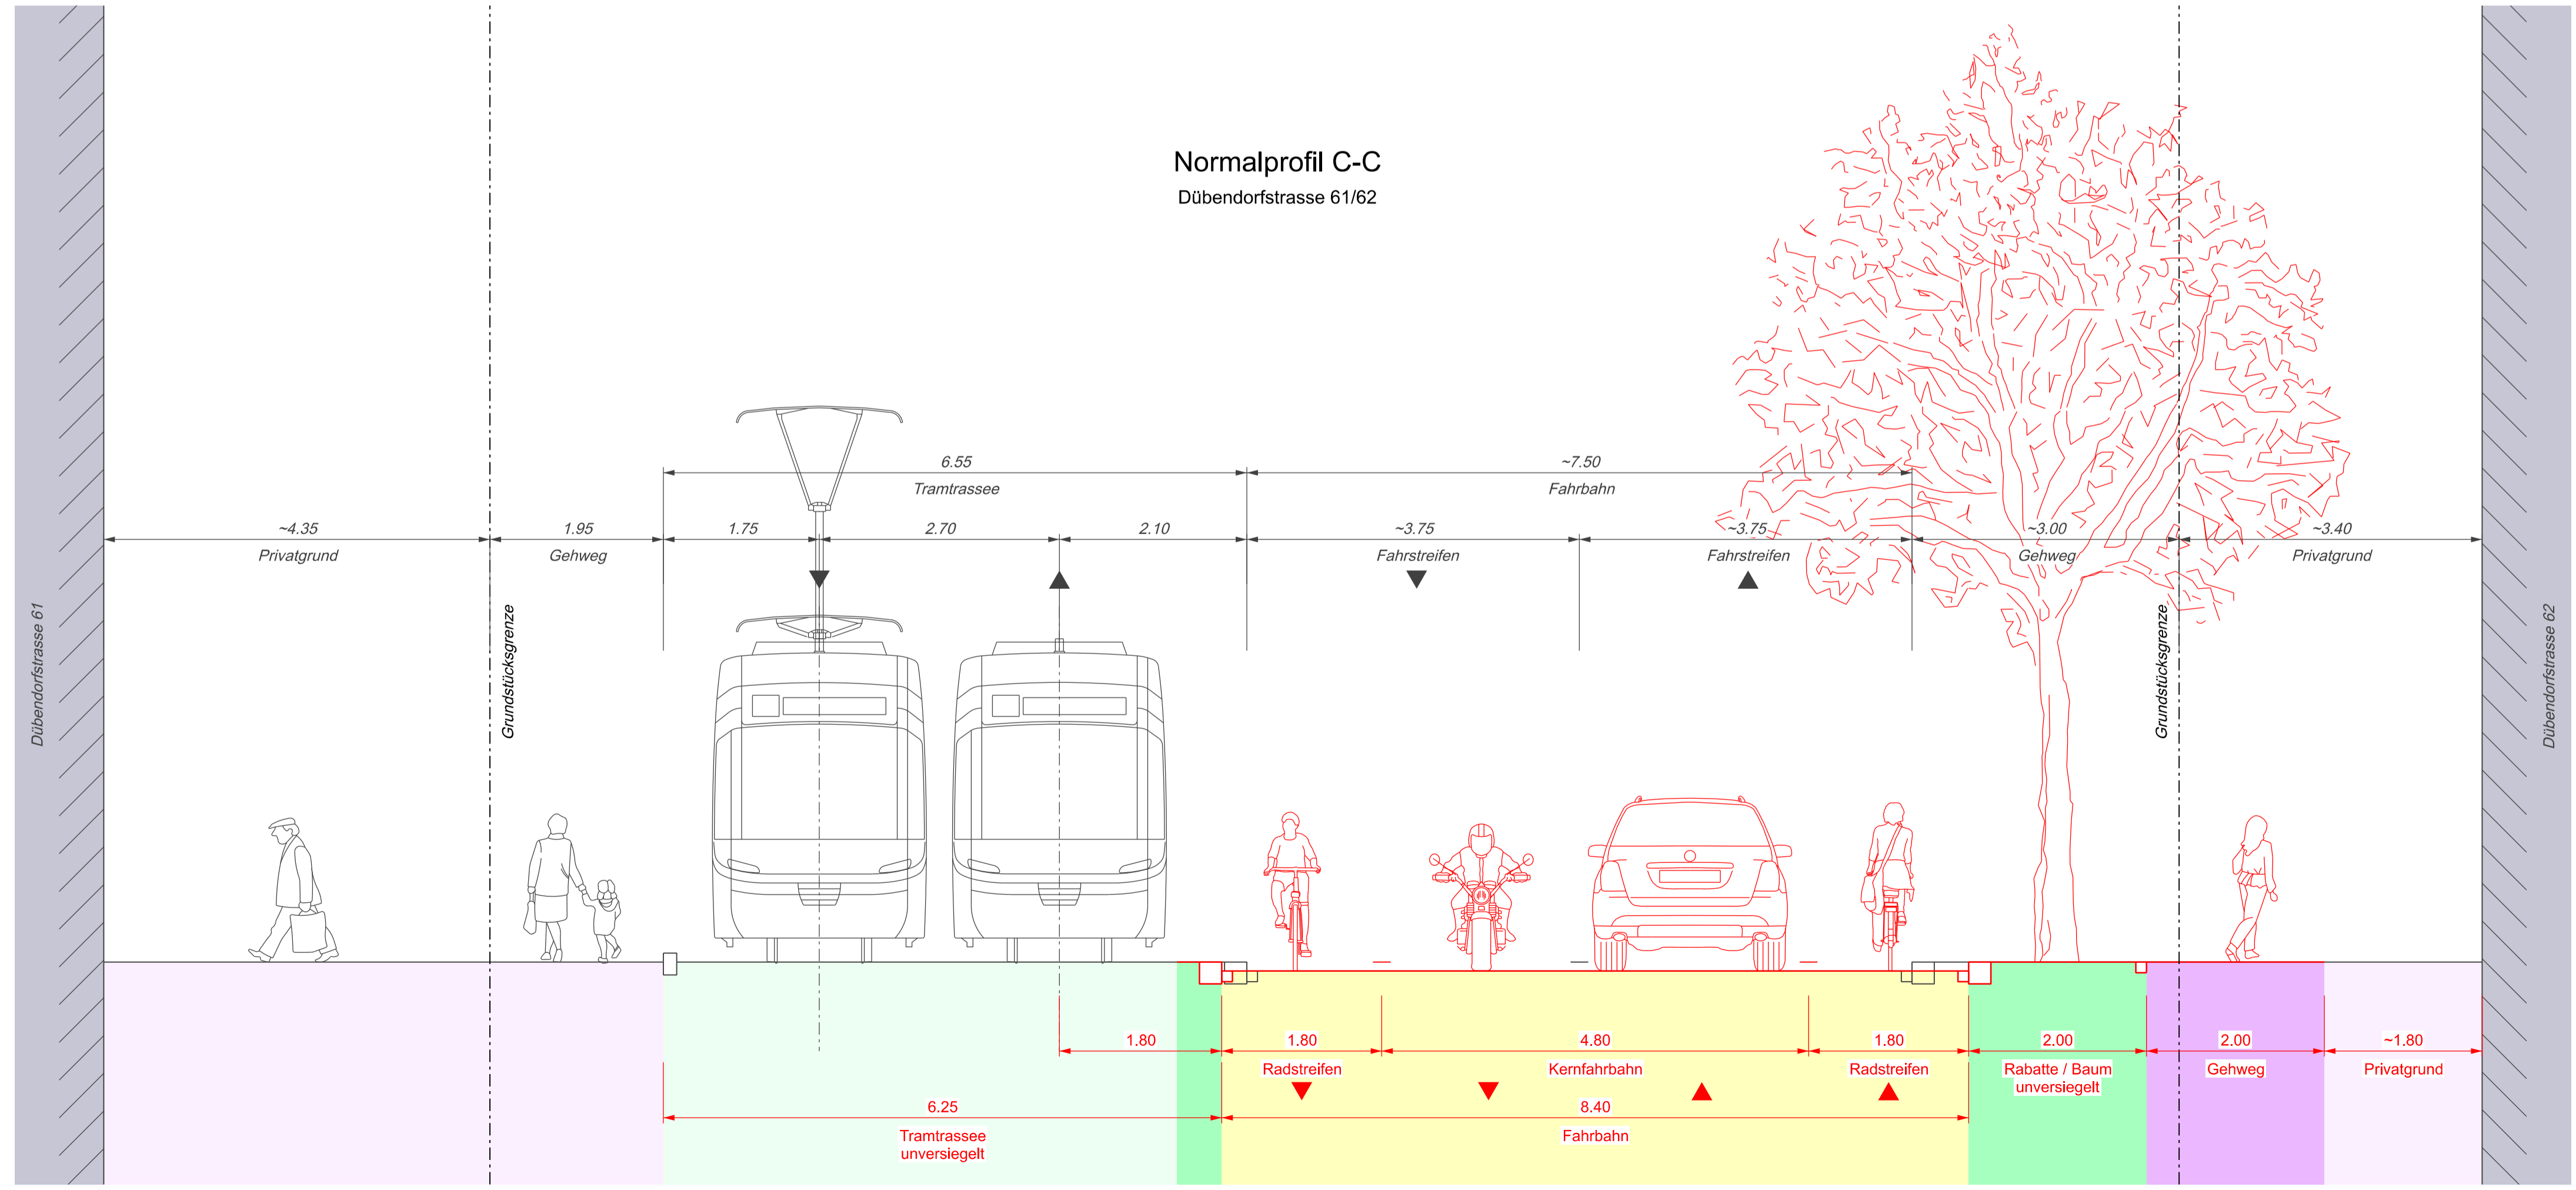 Normalprofil C-C
Dübendorfstrasse 61/62
6.55
Tramtrassee
~7.50
Fahrbahn
~4.35
Privatgrund
1.95
Gehweg
1.75
2.70
2.10
~3.75
Fahrstreifen
~3.75
Fahrstreifen
~3.00
Gehweg
~3.40
Privatgrund
Dübendorfstrasse 61
Grundstücksgrenze
Grundstücksgrenze
Dübendorfstrasse 62
1.80
1.80
Radstreifen
4.80
Kernfahrbahn
1.80
Radstreifen
2.00
Rabatte / Baum
unversiegelt
2.00
Gehweg
~1.80
Privatgrund
6.25
Tramtrassee
unversiegelt
8.40
Fahrbahn